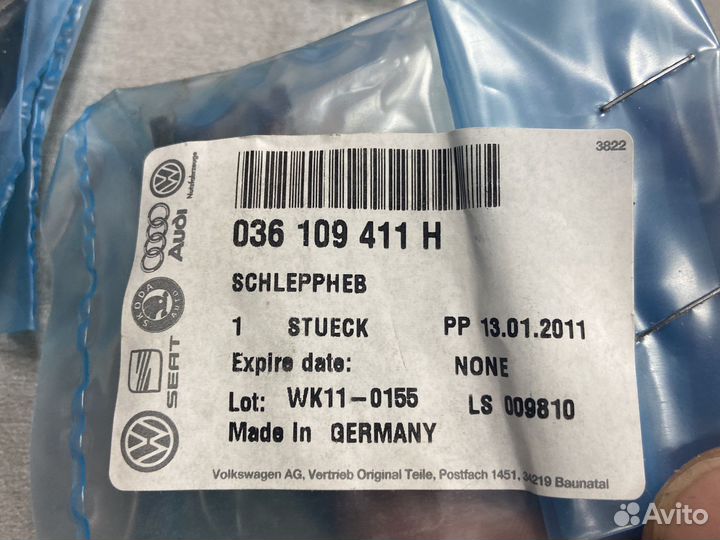 3822
036 109 411 H
SCHLEPPHEB
1 STUECK PP 13.01.2011
Expire date: NONE
Lot: WK11-0155 LS 009810
Made In GERMANY
Volkswagen AG, Vertrieb Original Teile, Postfach 1451, 34219 Baunatal
Nutzfahrzeuge
Audi
SKODA
AUTO
SEAT
Avito